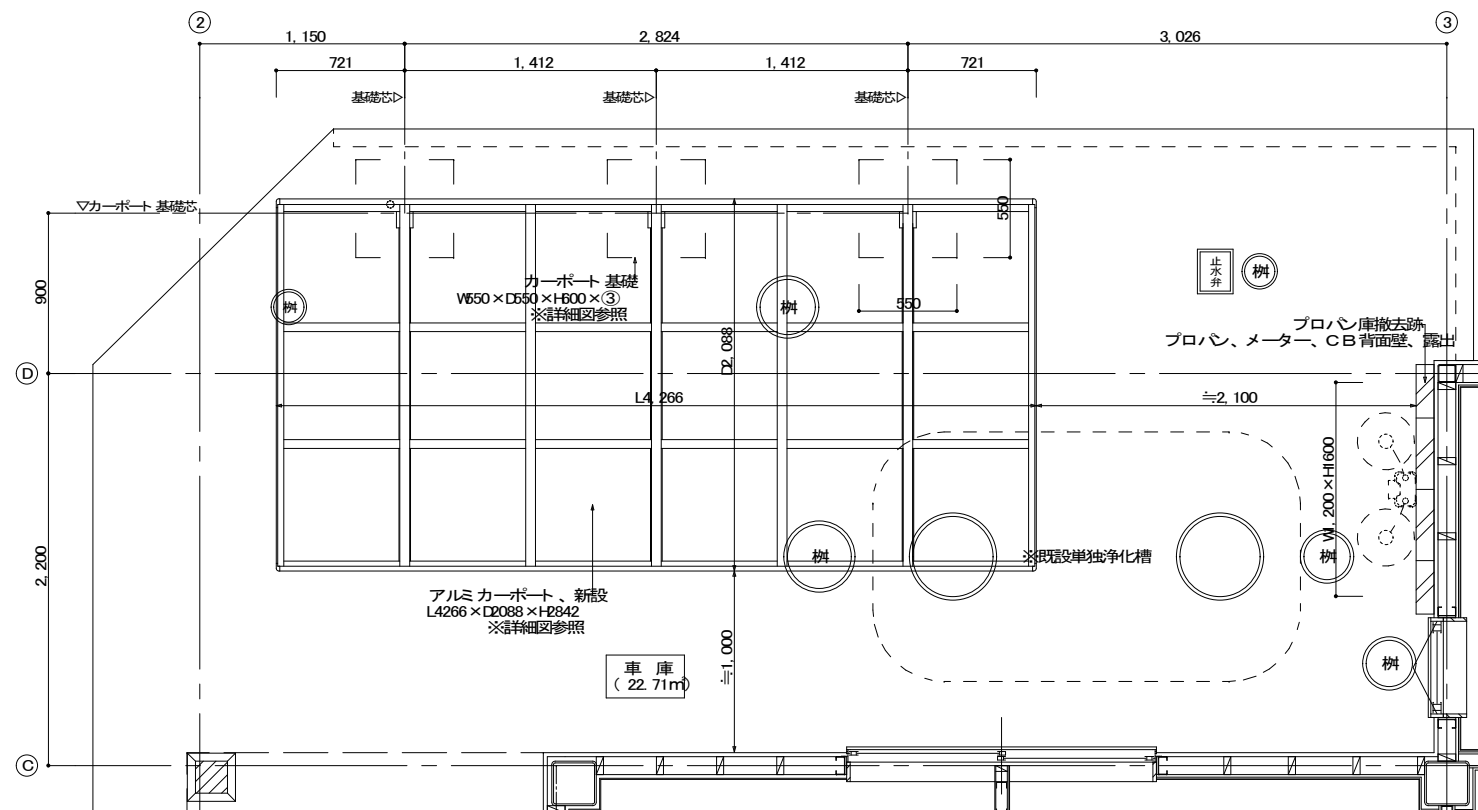 ②
③
1,150
2,824
3,026
721
1,412
1,412
721
基礎芯▷
基礎芯▷
基礎芯▷
▽カーポート 基礎芯
550
900
止水弁
桝
カーポート 基礎
W550×D550×H600×③
※詳細図参照
桝
桝
550
プロパン庫撤去跡
プロパン、メーター、CB背面壁、露出
D2,088
Ⓓ
L4,266
≒2,100
W1,200×H1600
2,200
桝
※既設単独浄化槽
桝
アルミカーポート、新設
L4266×D2088×H2842
※詳細図参照
≒1,000
車 庫
( 22.71㎡)
桝
Ⓒ